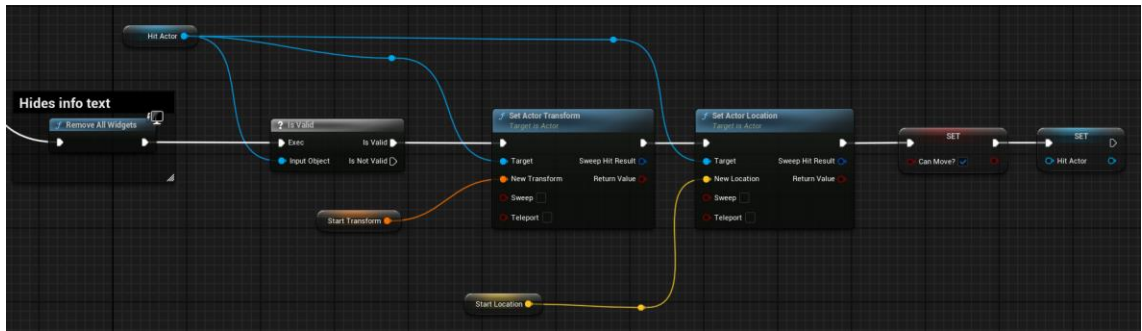 Hit Actor
Hides info text
f Remove All Widgets
? Is Valid
Exec Is Valid
Input Object Is Not Valid
Start Transform
f Set Actor Transform
Target is Actor
Target Sweep Hit Result
New Transform Return Value
Sweep
Teleport
Start Location
f Set Actor Location
Target is Actor
Target Sweep Hit Result
New Location Return Value
Sweep
Teleport
SET
Can Move?
SET
Hit Actor